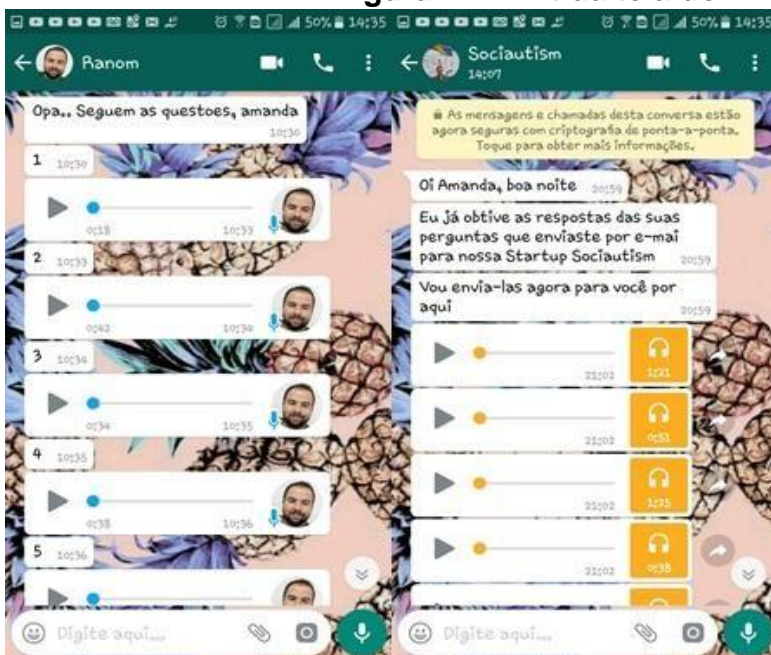 50% 14:35
Ranom
Opa.. Seguem as questoes, amanda
10:30
1 10:30
0:18 10:33
2 10:33
0:42 10:34
3 10:34
0:34 10:35
4 10:35
0:38 10:36
5 10:36
Digite aqui...
50% 14:35
Sociautism
14:07
As mensagens e chamadas desta conversa estão
agora seguras com criptografia de ponta-a-ponta.
Toque para obter mais informações.
Oi Amanda, boa noite 20:59
Eu já obtive as respostas das suas
perguntas que enviaste por e-mai
para nossa Startup Sociautism 20:59
Vou envia-las agora para você por
aqui 20:59
1:21
21:02
0:51
21:02
1:25
21:02
0:38
21:02
Digite aqui...